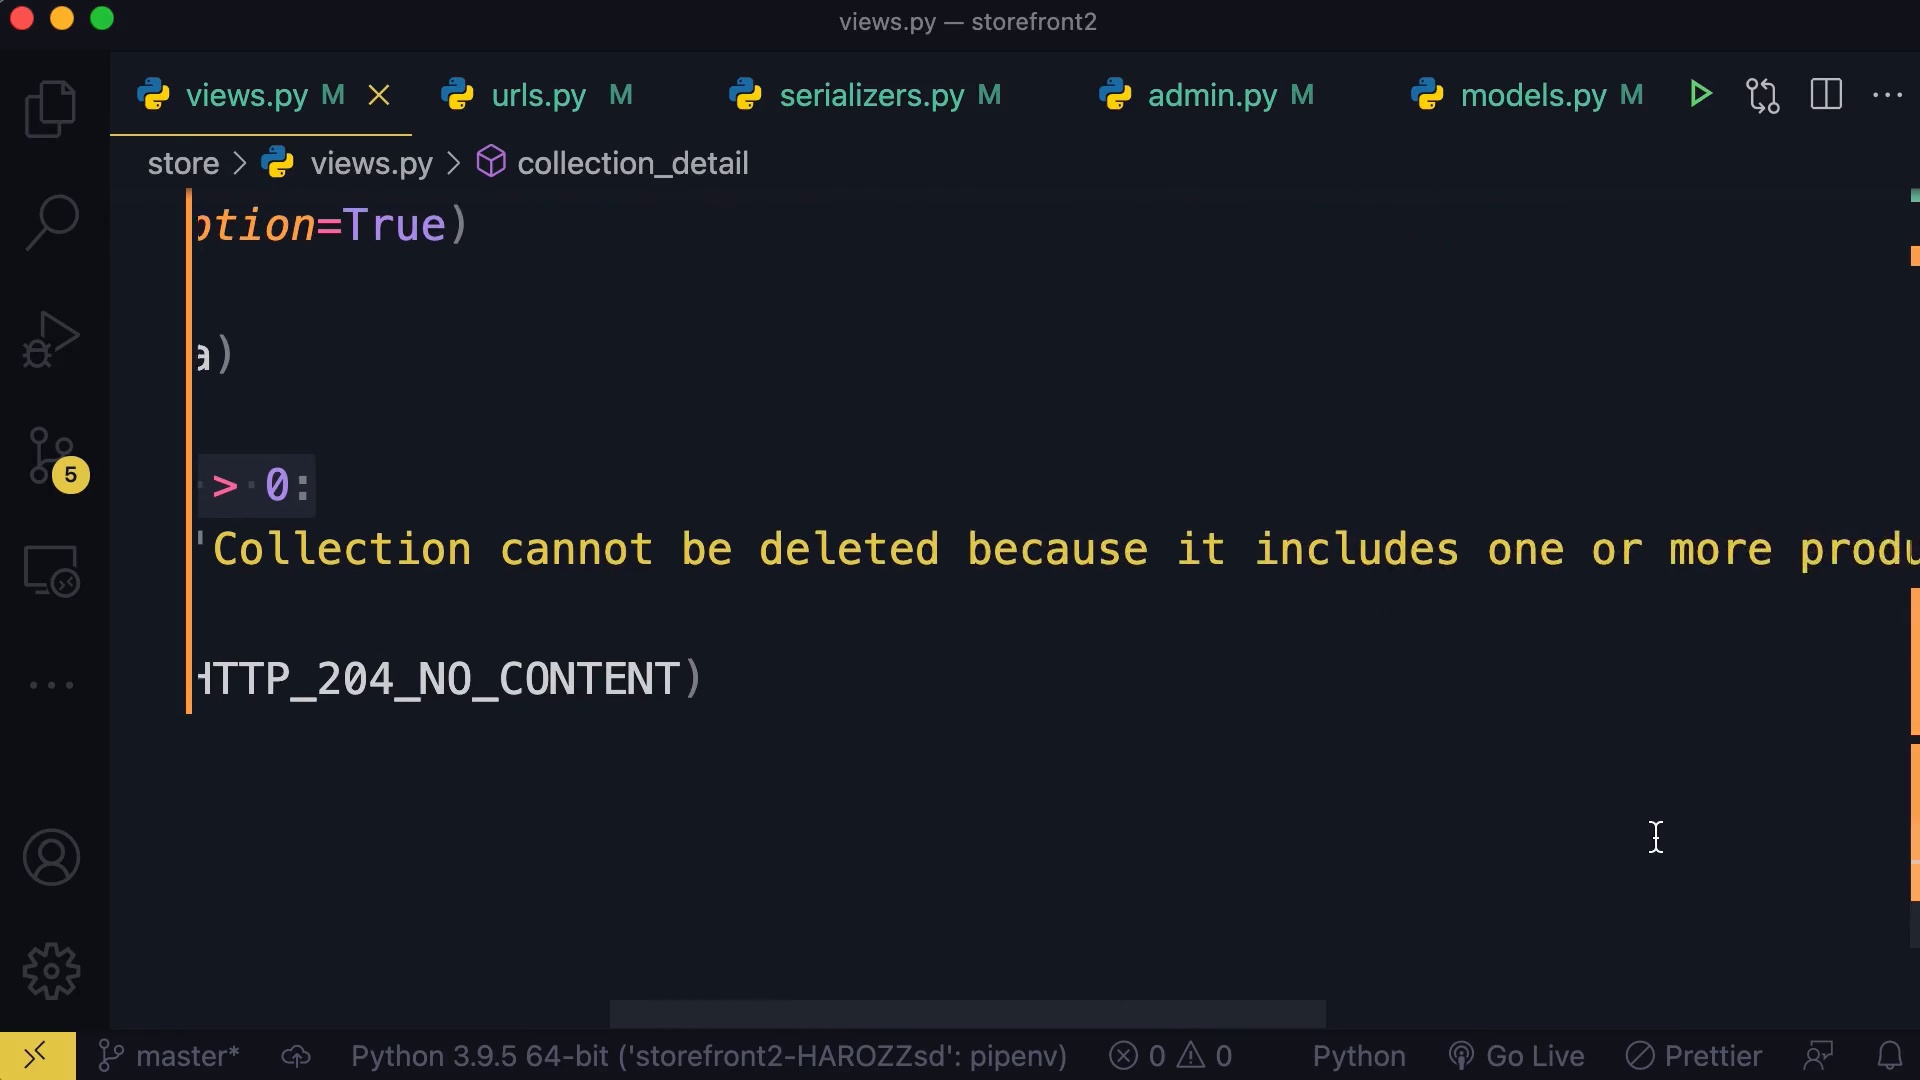 views.py — storefront2
views.py M urls.py M serializers.py M admin.py M models.py M
store > views.py > collection_detail
ption=True)
a)
> 0:
'Collection cannot be deleted because it includes one or more produ
HTTP_204_NO_CONTENT)
5
master* Python 3.9.5 64-bit ('storefront2-HAROZZsd': pipenv) 0 0 Python Go Live Prettier